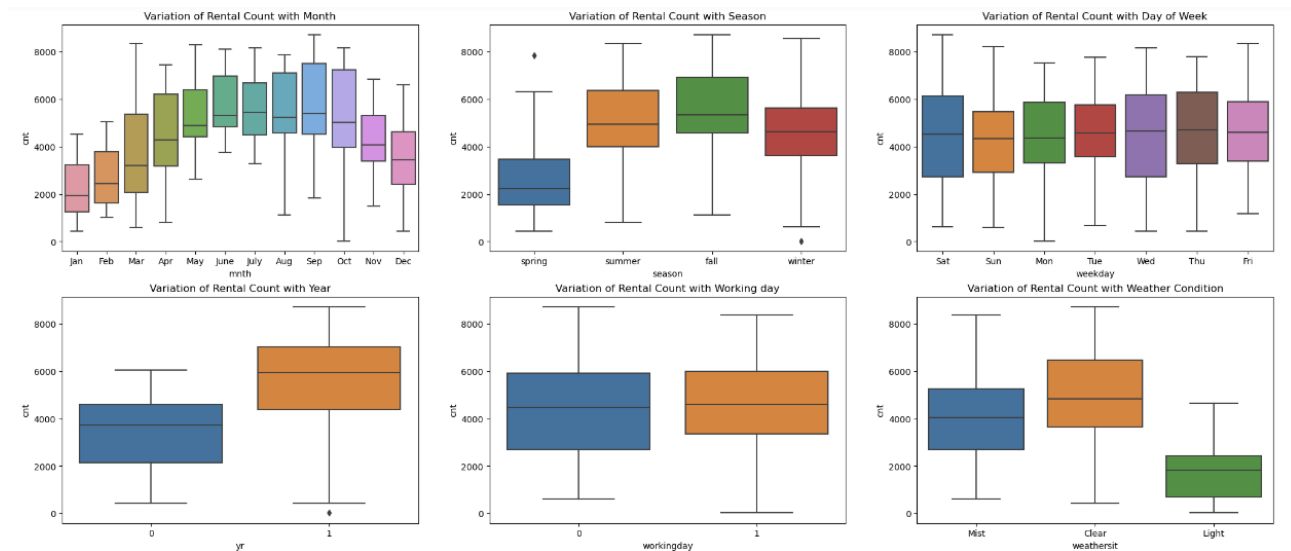 Variation of Rental Count with Month
cnt
8000
6000
4000
2000
0
Jan Feb Mar Apr May June July Aug Sep Oct Nov Dec
mnth
Variation of Rental Count with Season
cnt
8000
6000
4000
2000
0
spring summer fall winter
season
Variation of Rental Count with Day of Week
cnt
8000
6000
4000
2000
0
Sat Sun Mon Tue Wed Thu Fri
weekday
Variation of Rental Count with Year
cnt
8000
6000
4000
2000
0
0 1
yr
Variation of Rental Count with Working day
cnt
8000
6000
4000
2000
0
0 1
workingday
Variation of Rental Count with Weather Condition
cnt
8000
6000
4000
2000
0
Mist Clear Light
weathersit